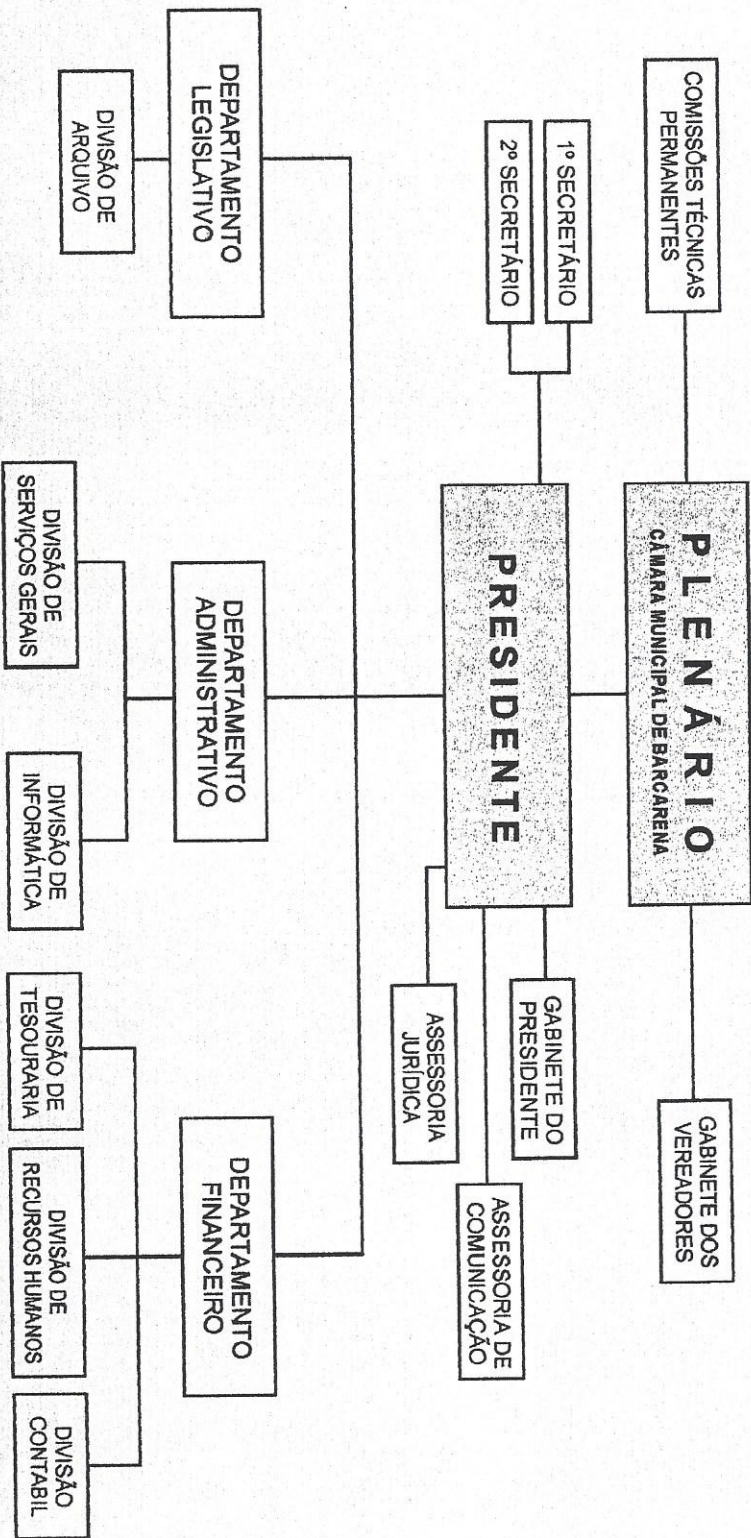 COMISSÕES TÉCNICAS
PERMANENTES
PLENÁRIO
CÂMARA MUNICIPAL DE BARCARENA
GABINETE DOS
VEREADORES
1º SECRETÁRIO
2º SECRETÁRIO
PRESIDENTE
GABINETE DO
PRESIDENTE
ASSESSORIA DE
COMUNICAÇÃO
ASSESSORIA
JURÍDICA
DEPARTAMENTO
LEGISLATIVO
DEPARTAMENTO
ADMINISTRATIVO
DEPARTAMENTO
FINANCEIRO
DIVISÃO DE
ARQUIVO
DIVISÃO DE
SERVIÇOS GERAIS
DIVISÃO DE
INFORMÁTICA
DIVISÃO DE
TESOURARIA
DIVISÃO DE
RECURSOS HUMANOS
DIVISÃO
CONTABIL